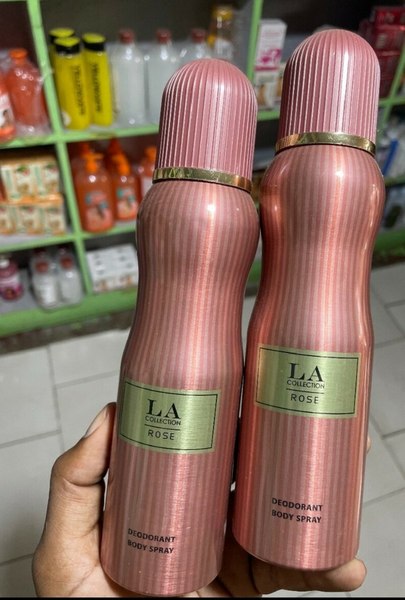 LA
COLLECTION
ROSE
DEODORANT
BODY SPRAY
LA
COLLECTION
ROSE
DEODORANT
BODY SPRAY